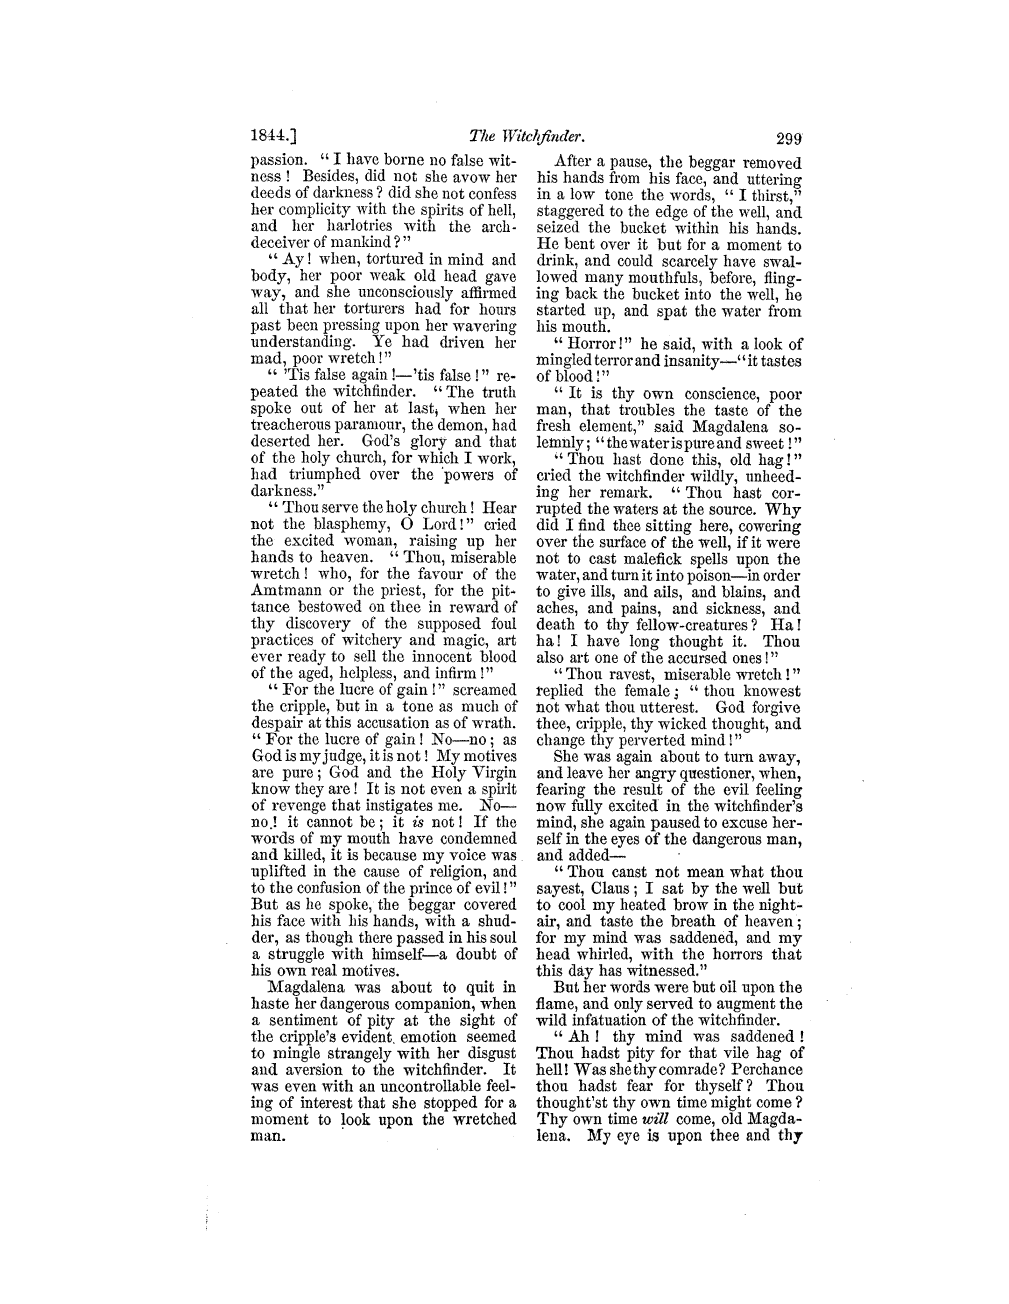 1844.] The Witchfinder. 299
passion. “ I have borne no false wit-
ness ! Besides, did not she avow her
deeds of darkness ? did she not confess
her complicity with the spirits of hell,
and her harlotries with the arch-
deceiver of mankind ?”
“ Ay ! when, tortured in mind and
body, her poor weak old head gave
way, and she unconsciously affirmed
all that her torturers had for hours
past been pressing upon her wavering
understanding. Ye had driven her
mad, poor wretch !”
“ ’Tis false again !—’tis false !” re-
peated the witchfinder. “ The truth
spoke out of her at last, when her
treacherous paramour, the demon, had
deserted her. God’s glory and that
of the holy church, for which I work,
had triumphed over the powers of
darkness.”
“ Thou serve the holy church ! Hear
not the blasphemy, O Lord !” cried
the excited woman, raising up her
hands to heaven. “ Thou, miserable
wretch ! who, for the favour of the
Amtmann or the priest, for the pit-
tance bestowed on thee in reward of
thy discovery of the supposed foul
practices of witchery and magic, art
ever ready to sell the innocent blood
of the aged, helpless, and infirm !”
“ For the lucre of gain !” screamed
the cripple, but in a tone as much of
despair at this accusation as of wrath.
“ For the lucre of gain ! No—no ; as
God is my judge, it is not ! My motives
are pure ; God and the Holy Virgin
know they are ! It is not even a spirit
of revenge that instigates me. No—
no ! it cannot be ; it is not ! If the
words of my mouth have condemned
and killed, it is because my voice was
uplifted in the cause of religion, and
to the confusion of the prince of evil !”
But as he spoke, the beggar covered
his face with his hands, with a shud-
der, as though there passed in his soul
a struggle with himself—a doubt of
his own real motives.
Magdalena was about to quit in
haste her dangerous companion, when
a sentiment of pity at the sight of
the cripple’s evident emotion seemed
to mingle strangely with her disgust
and aversion to the witchfinder. It
was even with an uncontrollable feel-
ing of interest that she stopped for a
moment to look upon the wretched
man.
After a pause, the beggar removed
his hands from his face, and uttering
in a low tone the words, “ I thirst,”
staggered to the edge of the well, and
seized the bucket within his hands.
He bent over it but for a moment to
drink, and could scarcely have swal-
lowed many mouthfuls, before, fling-
ing back the bucket into the well, he
started up, and spat the water from
his mouth.
“ Horror !” he said, with a look of
mingled terror and insanity—“ it tastes
of blood !”
“ It is thy own conscience, poor
man, that troubles the taste of the
fresh element,” said Magdalena so-
lemnly ; “ the water is pure and sweet !”
“ Thou hast done this, old hag !”
cried the witchfinder wildly, unheed-
ing her remark. “ Thou hast cor-
rupted the waters at the source. Why
did I find thee sitting here, cowering
over the surface of the well, if it were
not to cast malefick spells upon the
water, and turn it into poison—in order
to give ills, and ails, and blains, and
aches, and pains, and sickness, and
death to thy fellow-creatures ? Ha !
ha ! I have long thought it. Thou
also art one of the accursed ones !”
“ Thou ravest, miserable wretch !”
replied the female ; “ thou knowest
not what thou utterest. God forgive
thee, cripple, thy wicked thought, and
change thy perverted mind !”
She was again about to turn away,
and leave her angry questioner, when,
fearing the result of the evil feeling
now fully excited in the witchfinder’s
mind, she again paused to excuse her-
self in the eyes of the dangerous man,
and added—
“ Thou canst not mean what thou
sayest, Claus ; I sat by the well but
to cool my heated brow in the night-
air, and taste the breath of heaven ;
for my mind was saddened, and my
head whirled, with the horrors that
this day has witnessed.”
But her words were but oil upon the
flame, and only served to augment the
wild infatuation of the witchfinder.
“ Ah ! thy mind was saddened !
Thou hadst pity for that vile hag of
hell ! Was she thy comrade ? Perchance
thou hadst fear for thyself ? Thou
thought’st thy own time might come ?
Thy own time will come, old Magda-
lena. My eye is upon thee and thy